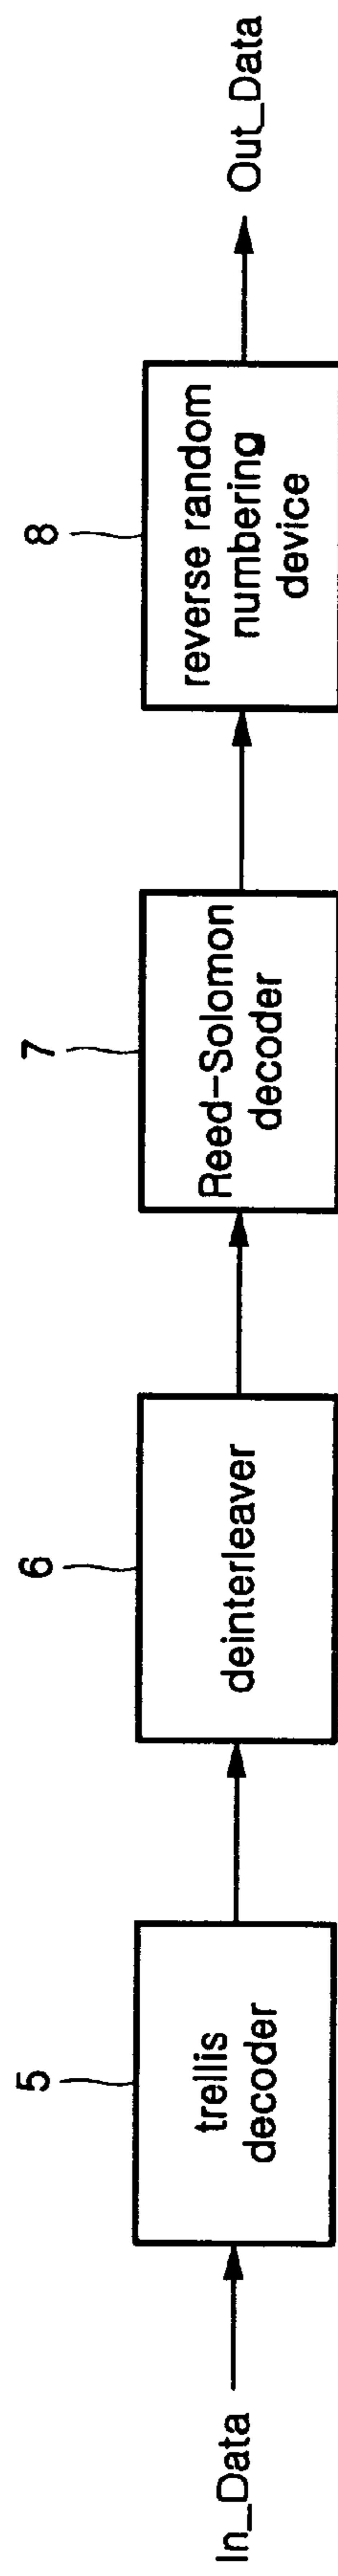 In_Data
5
trellis
decoder
6
deinterleaver
7
Reed-Solomon
decoder
8
reverse random
numbering
device
Out_Data